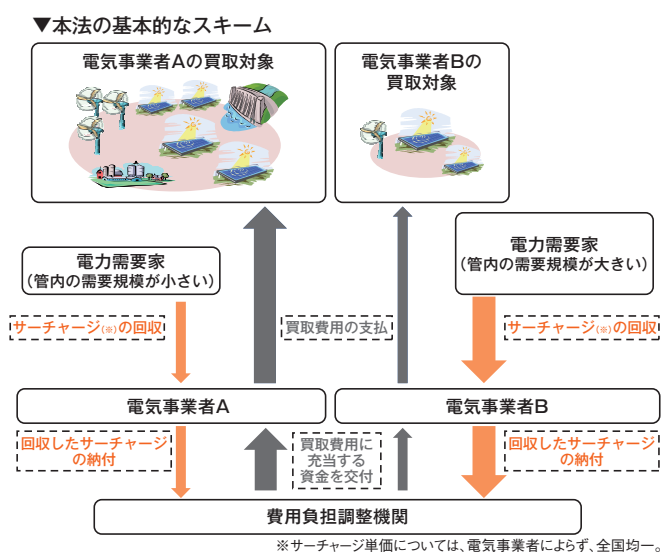 ▼本法の基本的なスキーム
電気事業者Aの買取対象
電気事業者Bの
買取対象
電力需要家
(管内の需要規模が小さい)
電力需要家
(管内の需要規模が大きい)
サーチャージ(※)の回収
買取費用の支払
サーチャージ(※)の回収
電気事業者A
電気事業者B
回収したサーチャージ
の納付
買取費用に
充当する
資金を交付
回収したサーチャージ
の納付
費用負担調整機関
※サーチャージ単価については、電気事業者によらず、全国均一。